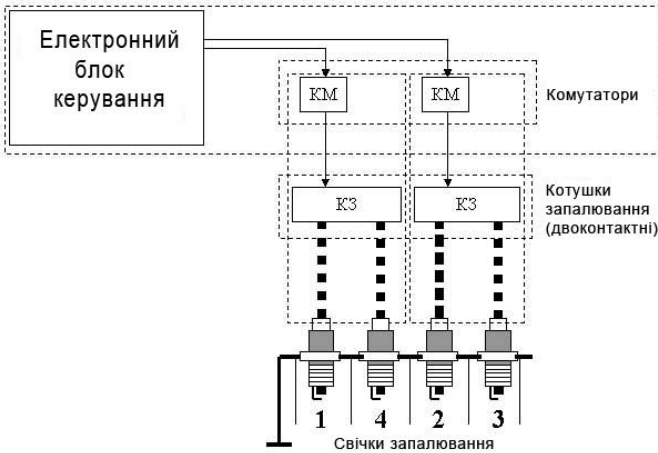 Електронний
блок
керування
КМ
КМ
Комутатори
КЗ
КЗ
Котушки
запалювання
(двоконтактні)
1 4 2 3
Свічки запалювання